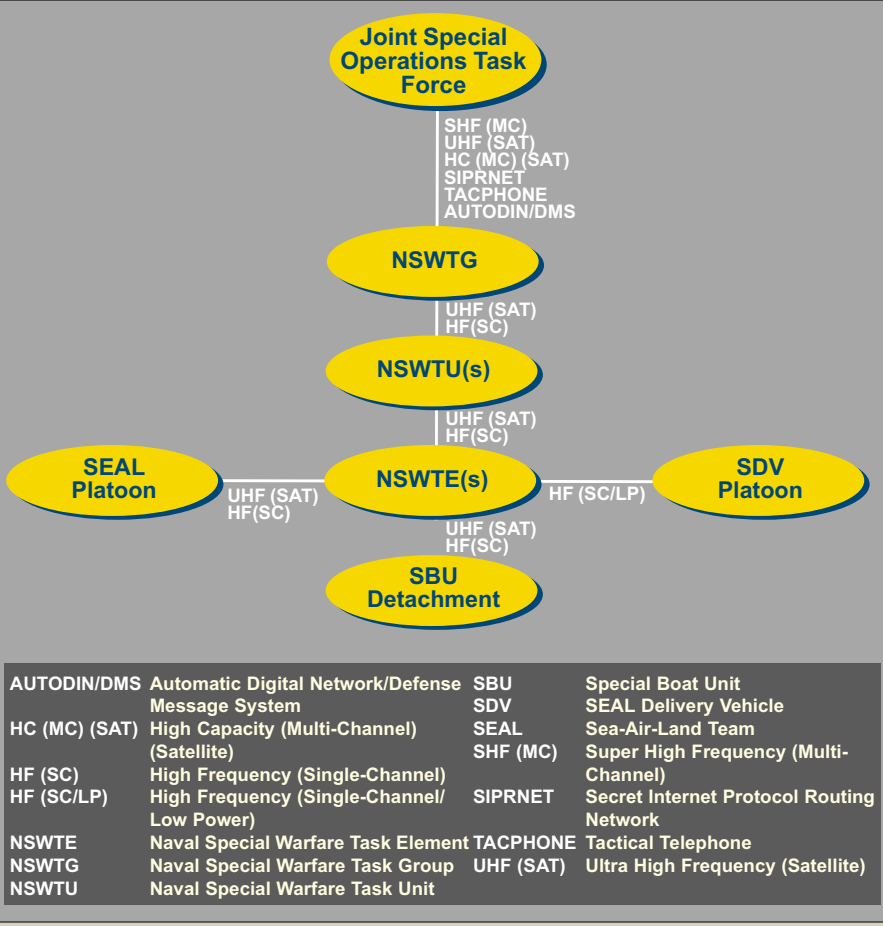 Joint Special
Operations Task
Force
SHF (MC)
UHF (SAT)
HC (MC) (SAT)
SIPRNET
TACPHONE
AUTODIN/DMS
NSWTG
UHF (SAT)
HF(SC)
NSWTU(s)
UHF (SAT)
HF(SC)
SEAL
Platoon
UHF (SAT)
HF(SC)
NSWTE(s)
HF (SC/LP)
SDV
Platoon
UHF (SAT)
HF(SC)
SBU
Detachment
AUTODIN/DMS Automatic Digital Network/Defense
Message System
HC (MC) (SAT) High Capacity (Multi-Channel)
(Satellite)
HF (SC) High Frequency (Single-Channel)
HF (SC/LP) High Frequency (Single-Channel/
Low Power)
NSWTE Naval Special Warfare Task Element
NSWTG Naval Special Warfare Task Group
NSWTU Naval Special Warfare Task Unit
SBU Special Boat Unit
SDV SEAL Delivery Vehicle
SEAL Sea-Air-Land Team
SHF (MC) Super High Frequency (Multi-
Channel)
SIPRNET Secret Internet Protocol Routing
Network
TACPHONE Tactical Telephone
UHF (SAT) Ultra High Frequency (Satellite)